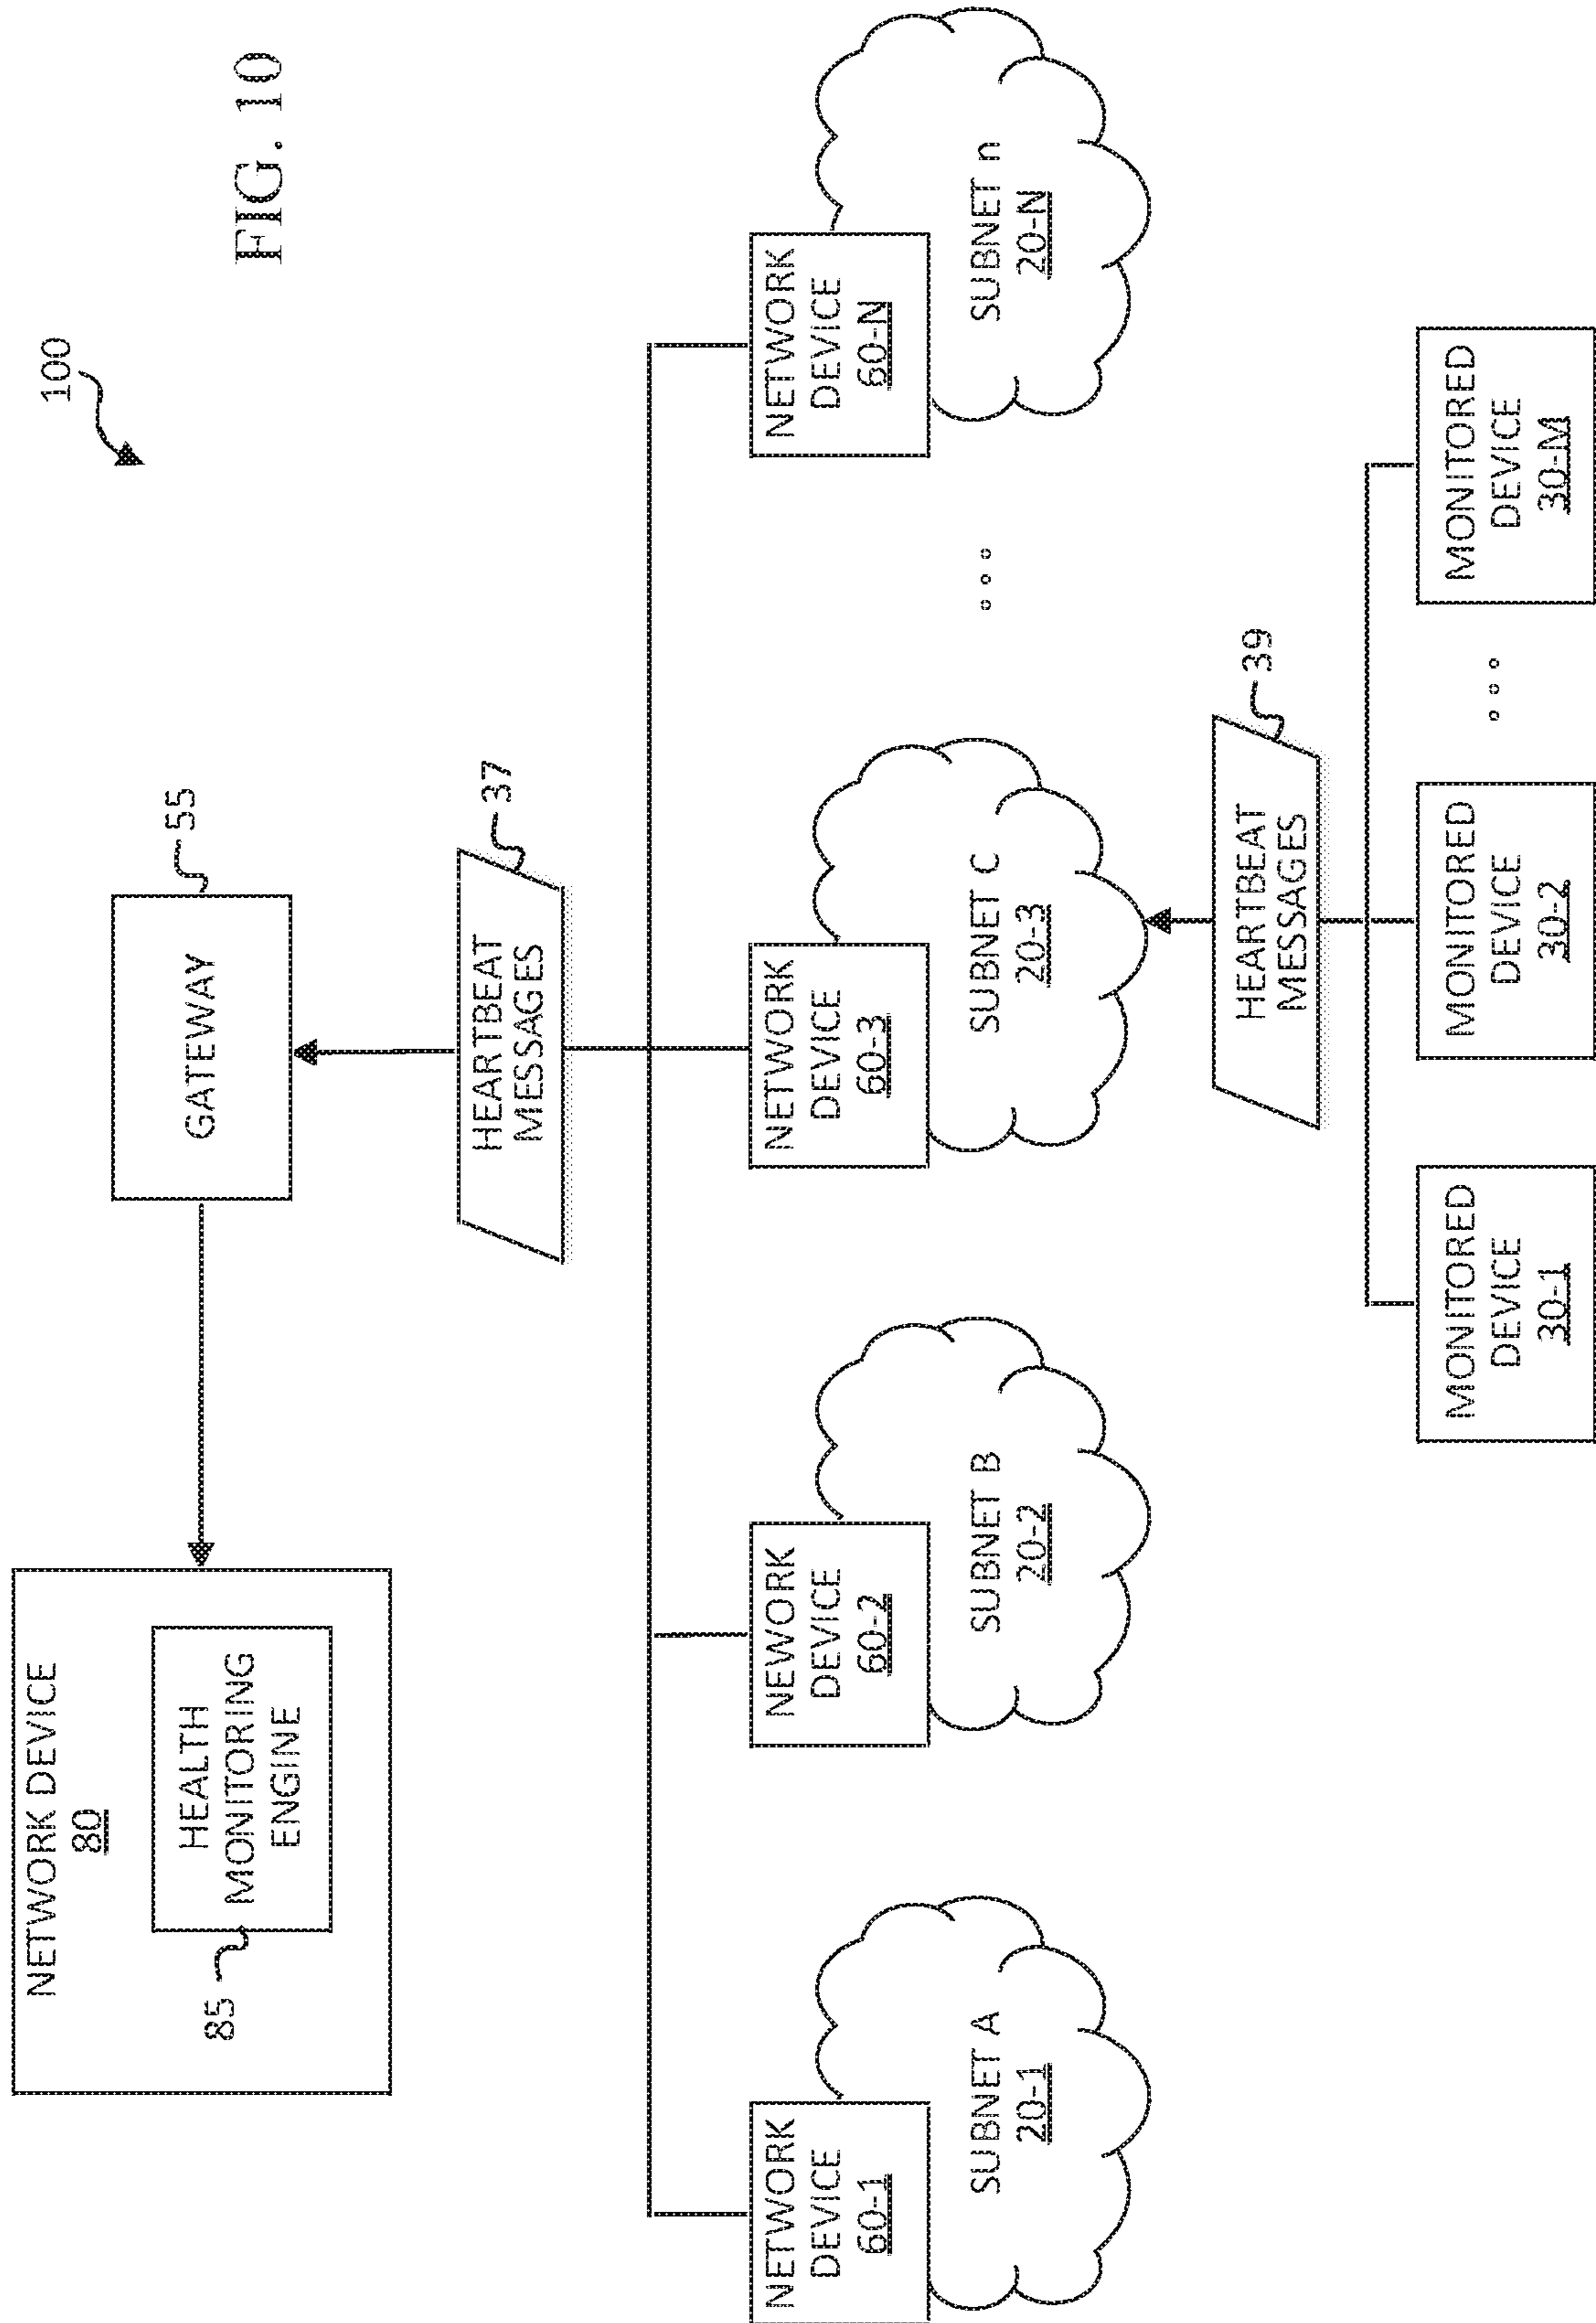 FIG. 10
100
NETWORK DEVICE
80
HEALTH
MONITORING
ENGINE
85
GATEWAY
55
HEARTBEAT
MESSAGES
37
NETWORK
DEVICE
60-1
SUBNET A
20-1
NEWORK
DEVICE
60-2
SUBNET B
20-2
NETWORK
DEVICE
60-3
SUBNET C
20-3
...
NETWORK
DEVICE
60-N
SUBNET n
20-N
HEARTBEAT
MESSAGES
39
MONITORED
DEVICE
30-1
MONITORED
DEVICE
30-2
...
MONITORED
DEVICE
30-M